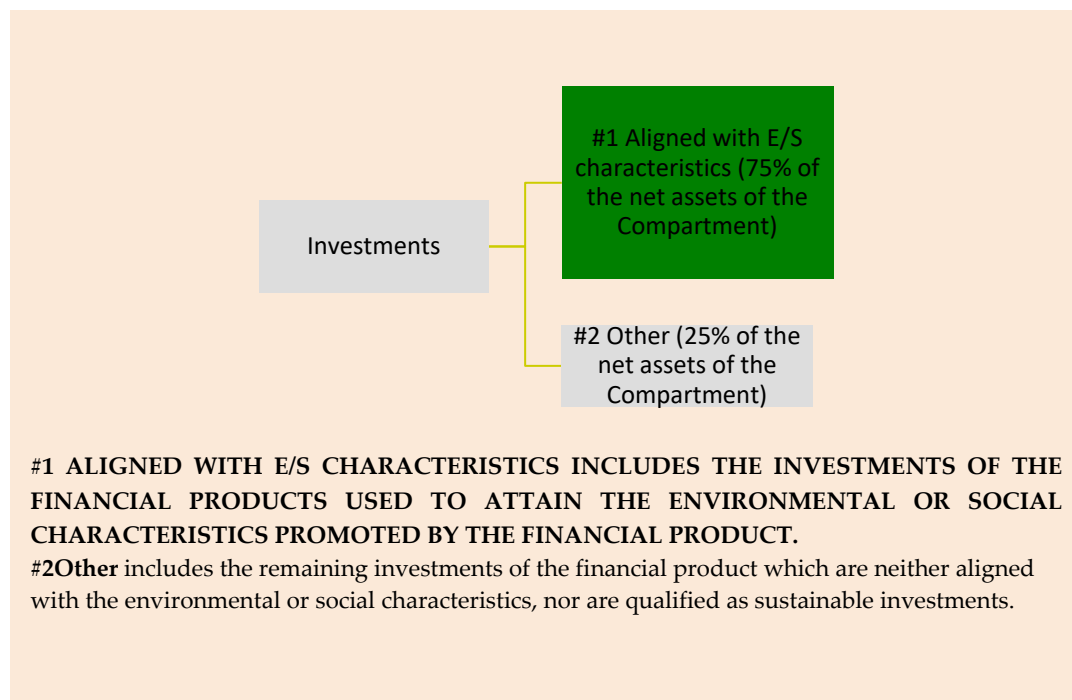 #1 Aligned with E/S
characteristics (75% of
the net assets of the
Compartment)
Investments
#2 Other (25% of the
net assets of the
Compartment)
#1 ALIGNED WITH E/S CHARACTERISTICS INCLUDES THE INVESTMENTS OF THE
FINANCIAL PRODUCTS USED TO ATTAIN THE ENVIRONMENTAL OR SOCIAL
CHARACTERISTICS PROMOTED BY THE FINANCIAL PRODUCT.
#2Other includes the remaining investments of the financial product which are neither aligned
with the environmental or social characteristics, nor are qualified as sustainable investments.